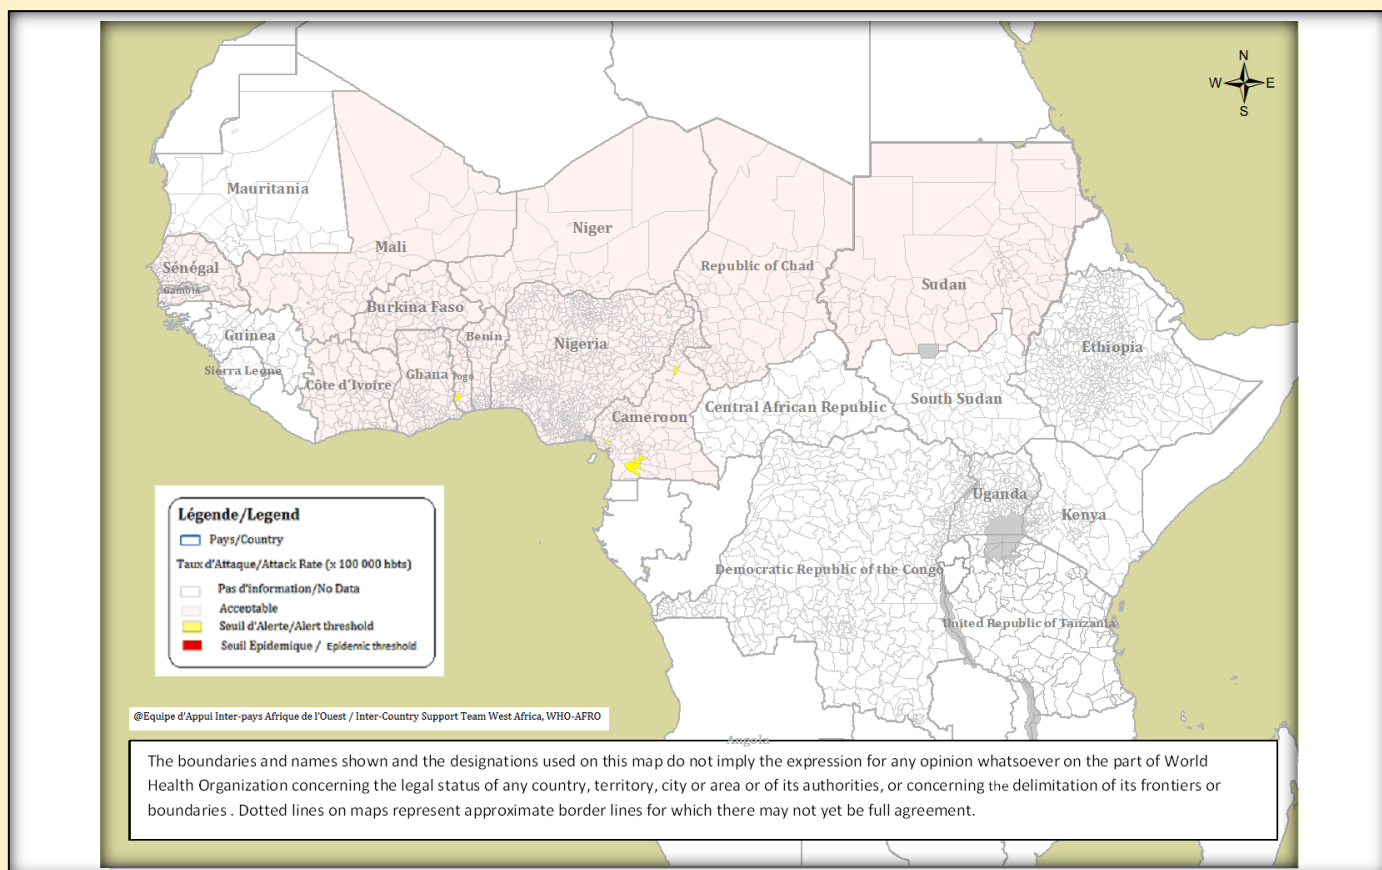 N
W E
S
Mauritania
Mali
Niger
Republic of Chad
Sudan
Sénégal
Gambia
Burkina Faso
Guinea
Benin
Nigeria
Ethiopia
Sierra Leone
Côte d'Ivoire
Ghana
Togo
Cameroon
Central African Republic
South Sudan
Uganda
Kenya
Democratic Republic of the Congo
United Republic of Tanzania
Angola
Légende/Legend
Pays/Country
Taux d'Attaque/Attack Rate (x 100 000 hbts)
Pas d'information/No Data
Acceptable
Seuil d'Alerte/Alert threshold
Seuil Epidemique / Epidemic threshold
@Equipe d'Appui Inter-pays Afrique de l'Ouest / Inter-Country Support Team West Africa, WHO-AFRO
The boundaries and names shown and the designations used on this map do not imply the expression for any opinion whatsoever on the part of World
Health Organization concerning the legal status of any country, territory, city or area or of its authorities, or concerning the delimitation of its frontiers or
boundaries . Dotted lines on maps represent approximate border lines for which there may not yet be full agreement.